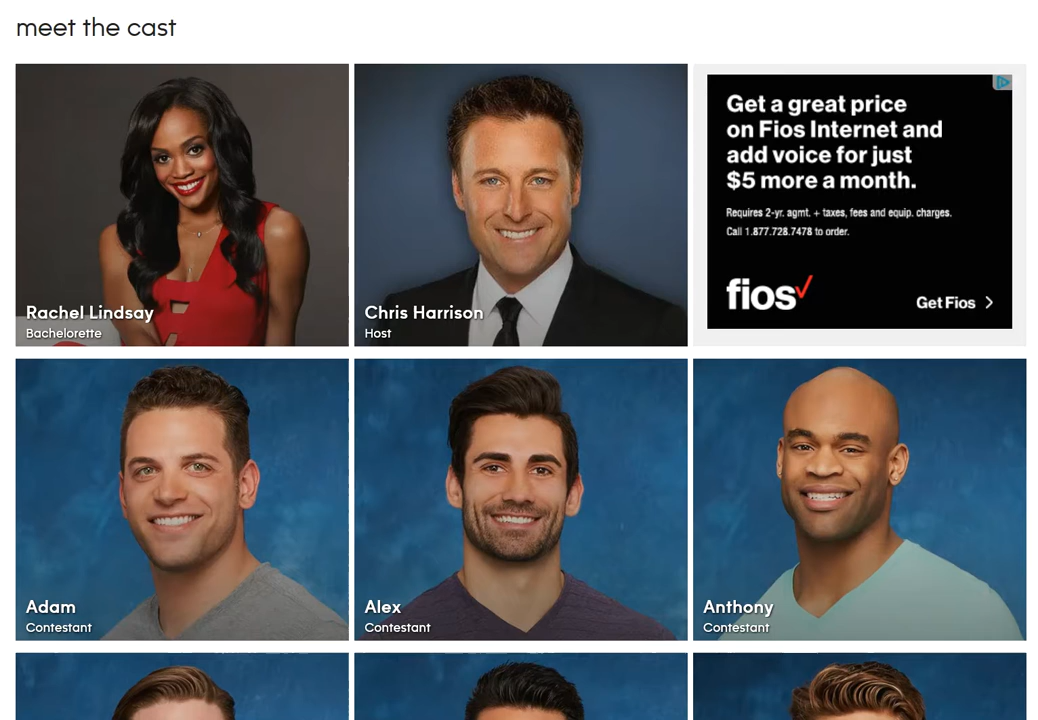 meet the cast
Rachel Lindsay
Bachelorette
Chris Harrison
Host
Get a great price
on Fios Internet and
add voice for just
$5 more a month.
Requires 2-yr. agmt. + taxes, fees and equip. charges.
Call 1.877.728.7478 to order.
fios
Get Fios
Adam
Contestant
Alex
Contestant
Anthony
Contestant